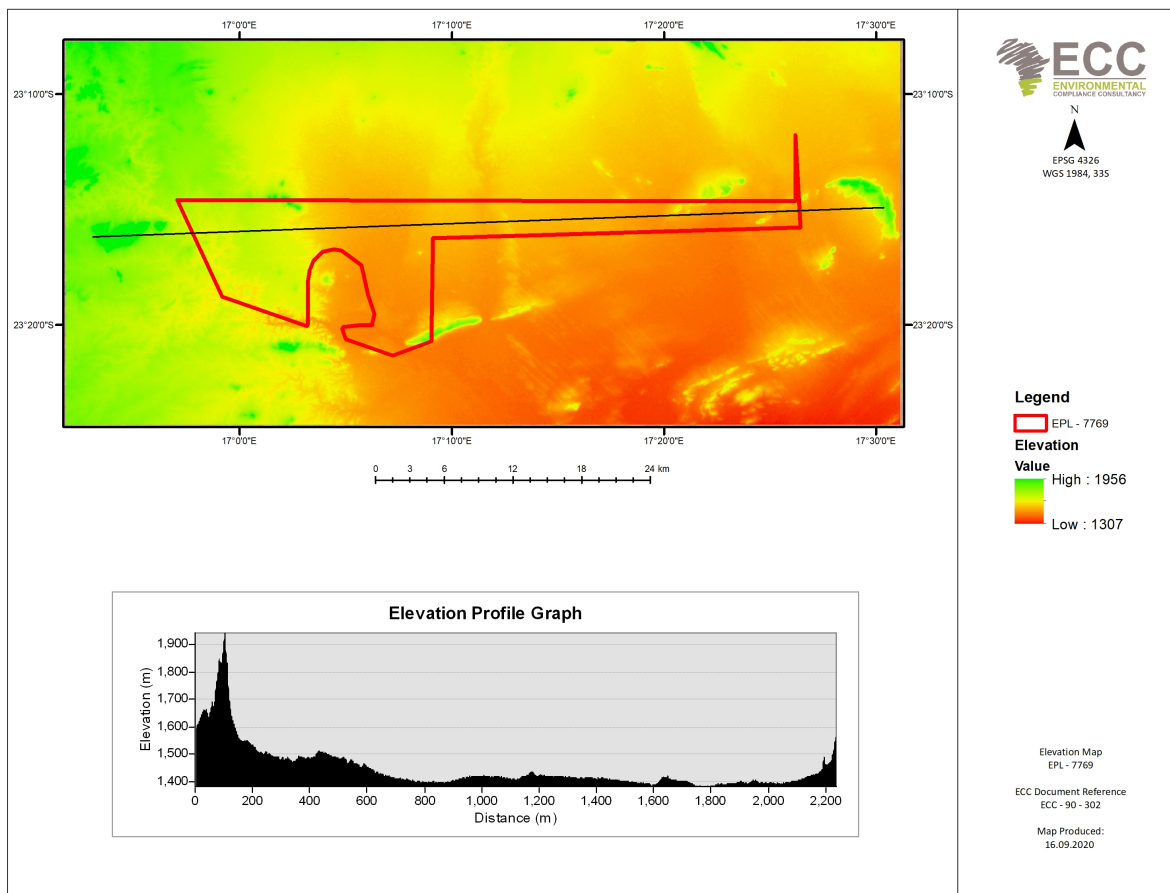 17°0'0"E 17°10'0"E 17°20'0"E 17°30'0"E
23°10'0"S 23°10'0"S
23°20'0"S 23°20'0"S
17°0'0"E 17°10'0"E 17°20'0"E 17°30'0"E
0 3 6 12 18 24 km
Elevation Profile Graph
Elevation (m)
1,900
1,800
1,700
1,600
1,500
1,400
0 200 400 600 800 1,000 1,200 1,400 1,600 1,800 2,000 2,200
Distance (m)
ECC
ENVIRONMENTAL
COMPLIANCE CONSULTANCY
N
EPSG 4326
WGS 1984, 33S
Legend
EPL - 7769
Elevation
Value
High : 1956
Low : 1307
Elevation Map
EPL - 7769
ECC Document Reference
ECC - 90 - 302
Map Produced:
16.09.2020